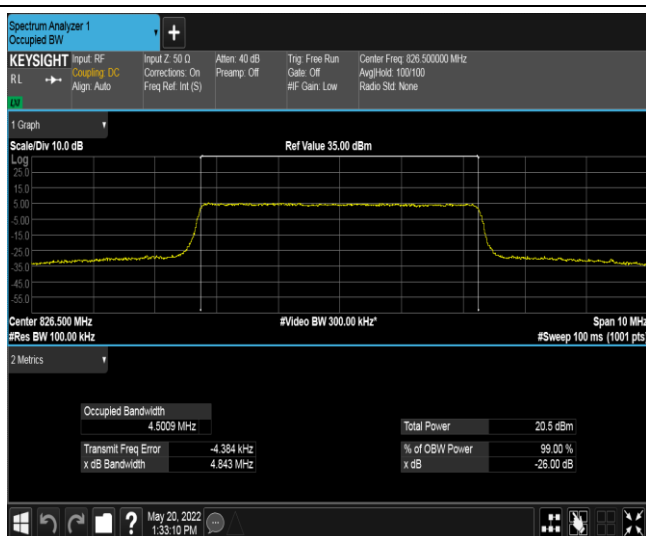 Spectrum Analyzer 1
Occupied BW
+
KEYSIGHT Input: RF Input Z: 50 Ω Atten: 40 dB Trig: Free Run Center Freq: 826.500000 MHz
RL Coupling: DC Corrections: On Preamp: Off Gate: Off Avg|Hold: 100/100
Align: Auto Freq Ref: Int (S) #IF Gain: Low Radio Std: None
1 Graph
Scale/Div 10.0 dB Ref Value 35.00 dBm
Log
25.0
15.0
5.00
-5.00
-15.0
-25.0
-35.0
-45.0
-55.0
Center 826.500 MHz #Video BW 300.00 kHz* Span 10 MHz
#Res BW 100.00 kHz #Sweep 100 ms (1001 pts)
2 Metrics
Occupied Bandwidth
4.5009 MHz Total Power 20.5 dBm
Transmit Freq Error -4.384 kHz % of OBW Power 99.00 %
x dB Bandwidth 4.843 MHz x dB -26.00 dB
? May 20, 2022
1:33:10 PM